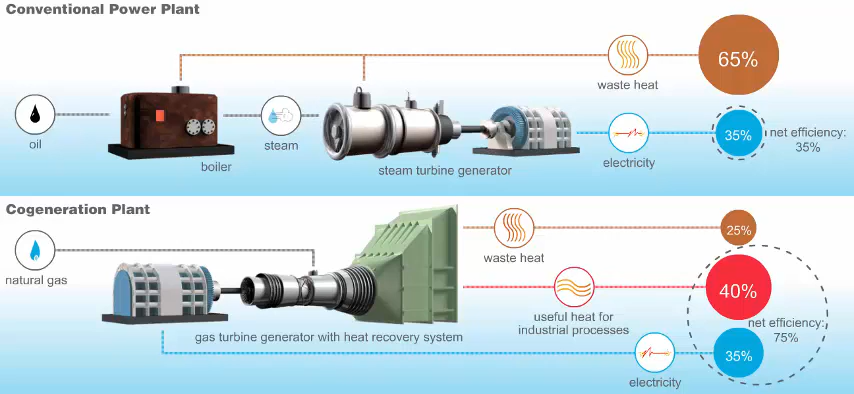 Conventional Power Plant
65%
waste heat
oil
boiler
steam
steam turbine generator
electricity
35%
net efficiency:
35%
Cogeneration Plant
natural gas
waste heat
25%
40%
useful heat for
industrial processes
net efficiency:
75%
gas turbine generator with heat recovery system
35%
electricity